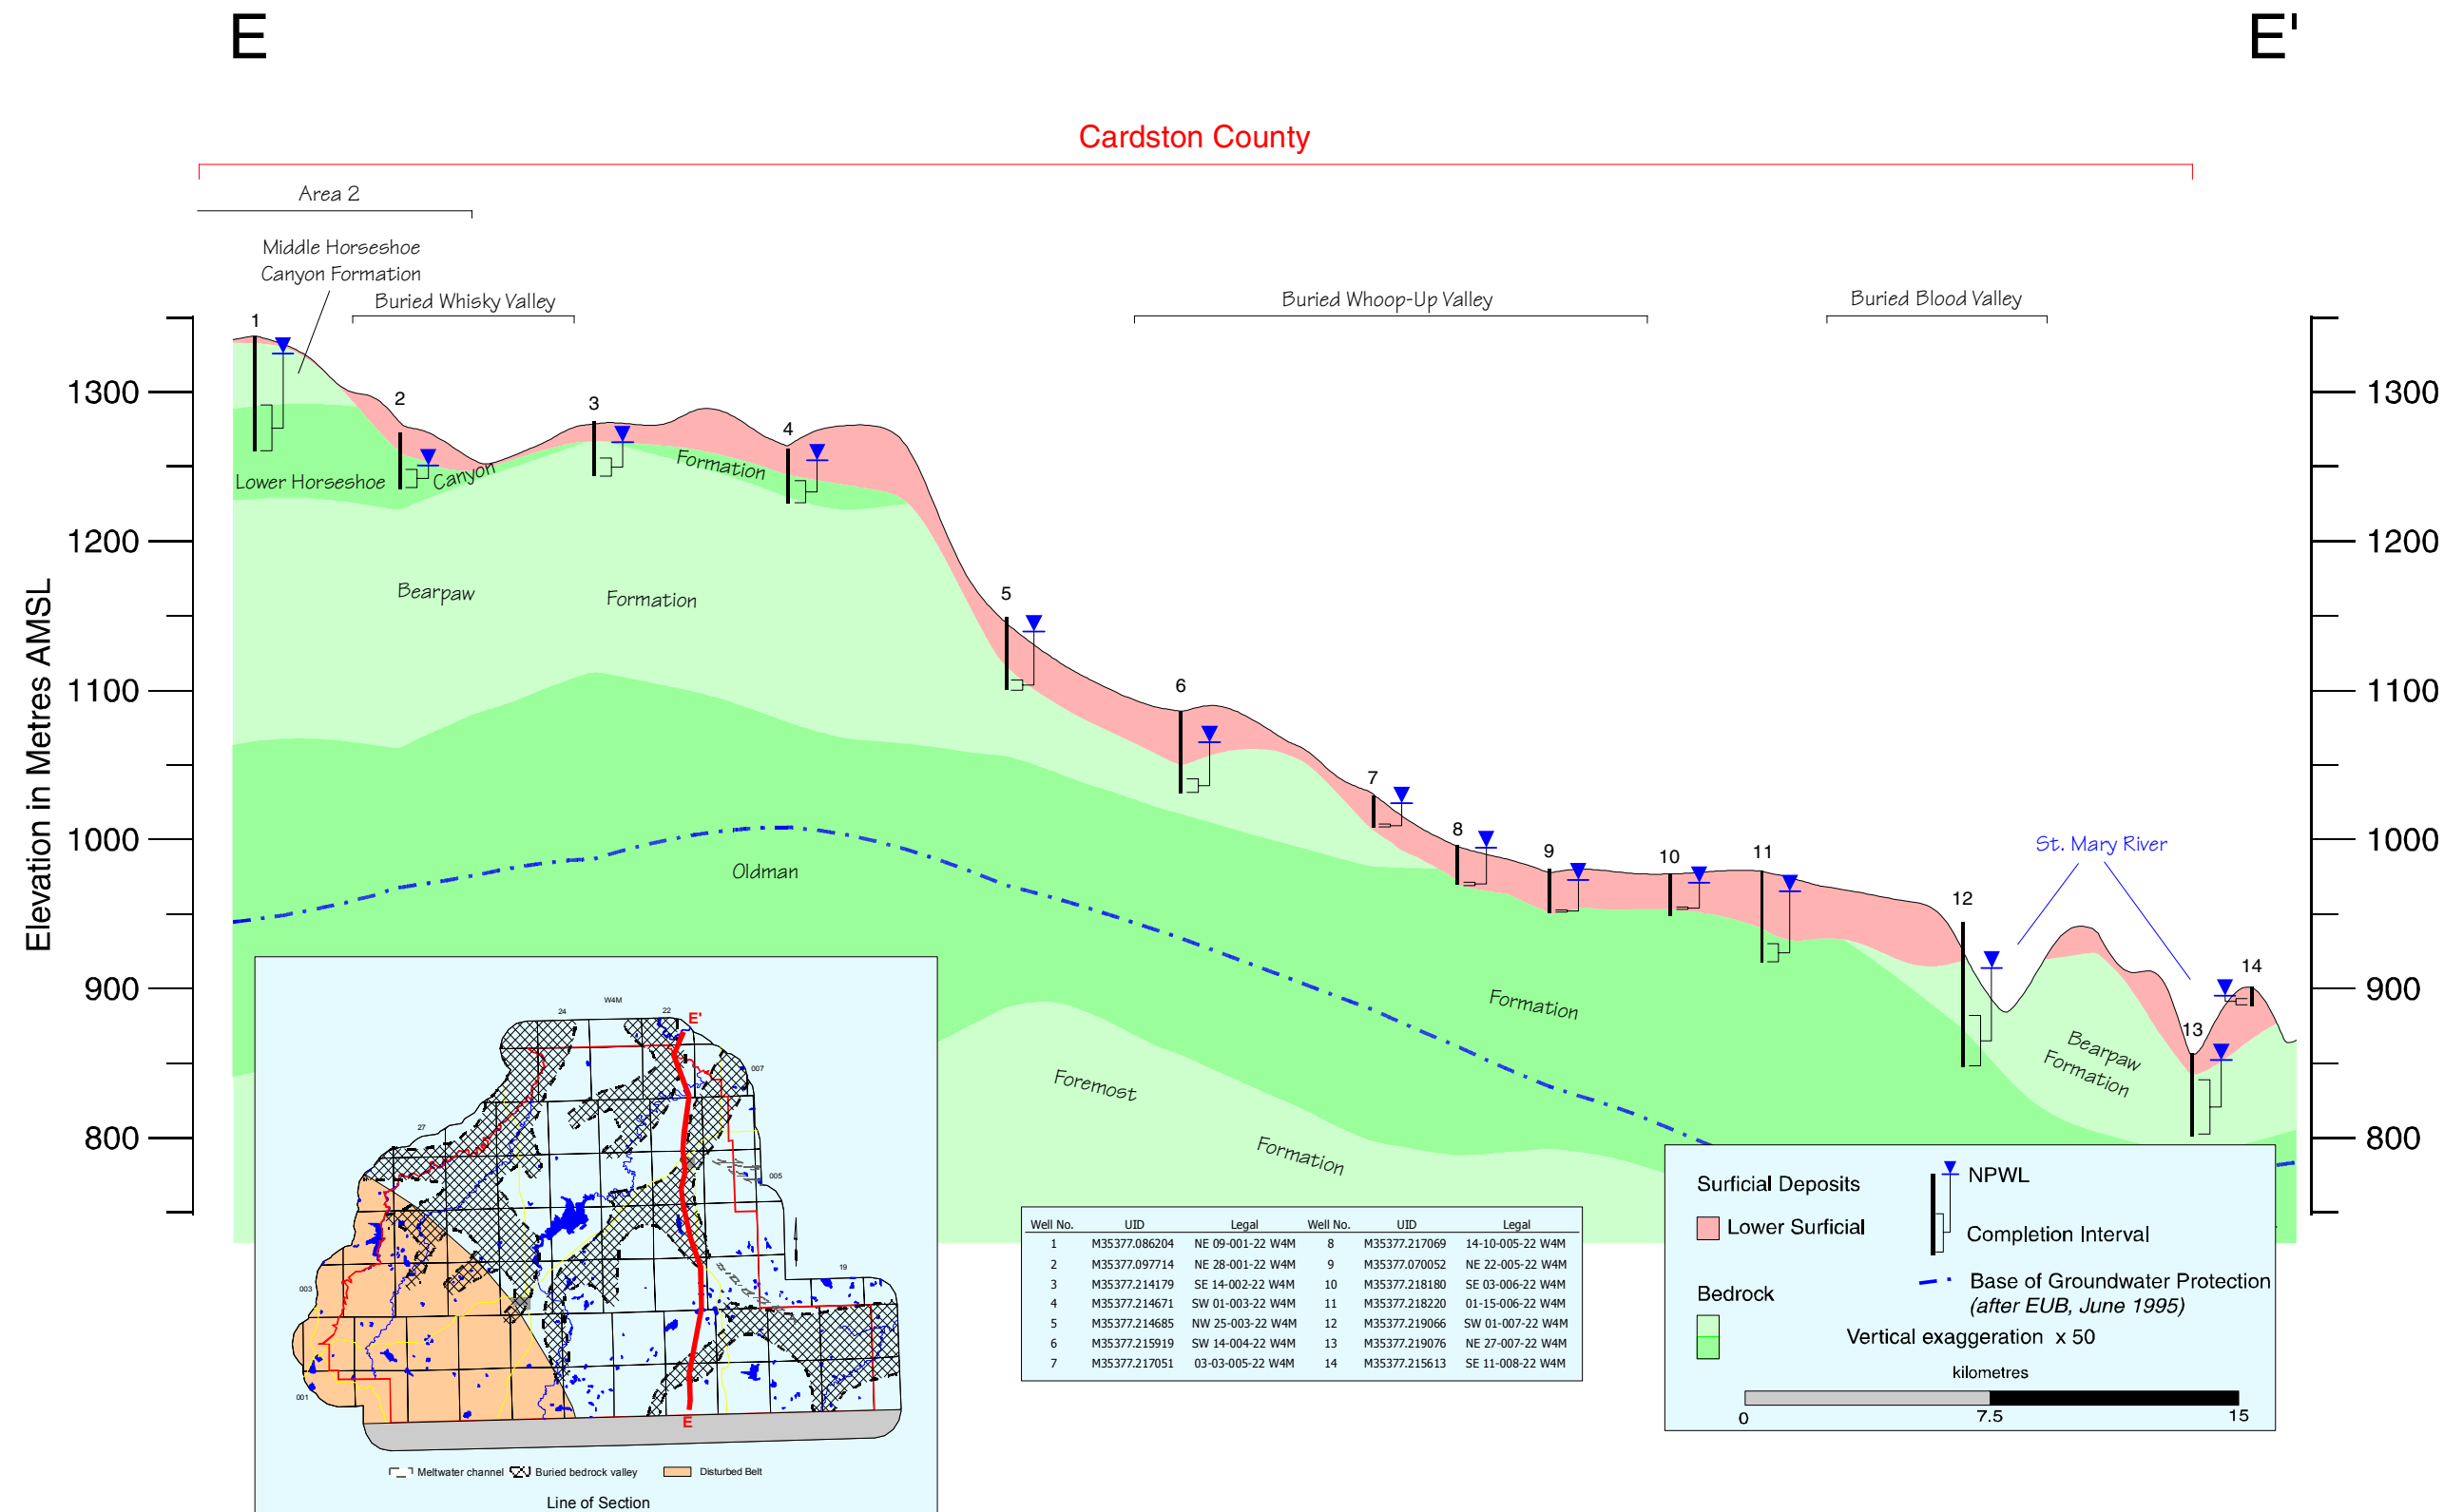 E E'
Cardston County
Area 2
Middle Horseshoe
Canyon Formation
Buried Whisky Valley
Buried Whoop-Up Valley
Buried Blood Valley
1 2 3 4 5 6 7 8 9 10 11 12 13 14
Elevation in Metres AMSL
1300
1200
1100
1000
900
800
1300
1200
1100
1000
900
800
Lower Horseshoe Canyon Formation
Bearpaw Formation
Oldman Formation
Foremost Formation
St. Mary River
Bearpaw
Formation
W4M
24 22
E'
27
007
005
003
19
001
E
Meltwater channel Buried bedrock valley Disturbed Belt
Line of Section
Well No. UID Legal Well No. UID Legal
1 M35377.086204 NE 09-001-22 W4M 8 M35377.217069 14-10-005-22 W4M
2 M35377.097714 NE 28-001-22 W4M 9 M35377.070052 NE 22-005-22 W4M
3 M35377.214179 SE 14-002-22 W4M 10 M35377.218180 SE 03-006-22 W4M
4 M35377.214671 SW 01-003-22 W4M 11 M35377.218220 01-15-006-22 W4M
5 M35377.214685 NW 25-003-22 W4M 12 M35377.219066 SW 01-007-22 W4M
6 M35377.215919 SW 14-004-22 W4M 13 M35377.219076 NE 27-007-22 W4M
7 M35377.217051 03-03-005-22 W4M 14 M35377.215613 SE 11-008-22 W4M
Surficial Deposits
Lower Surficial
Bedrock
NPWL
Completion Interval
Base of Groundwater Protection
(after EUB, June 1995)
Vertical exaggeration x 50
kilometres
0 7.5 15